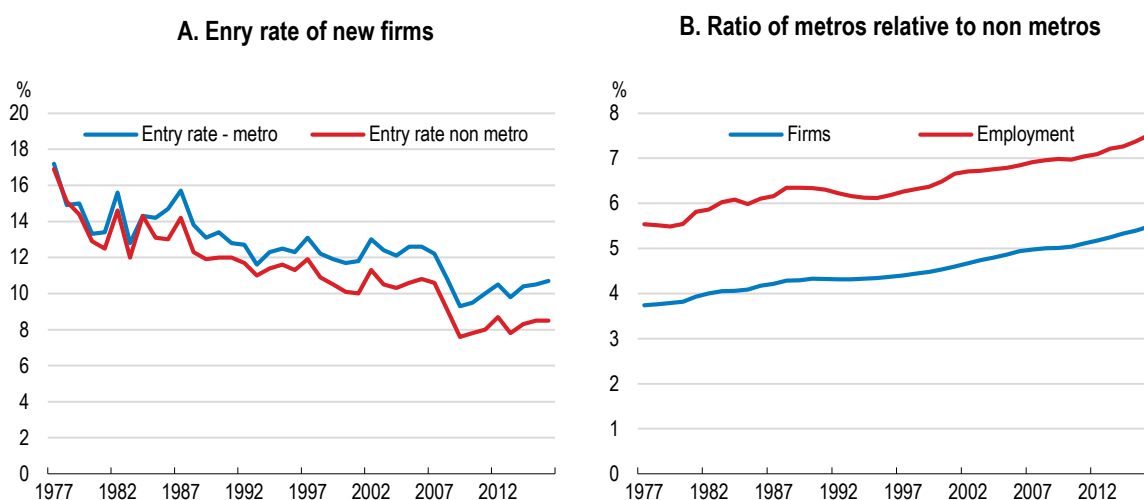 A. Enry rate of new firms
%
20
18
16
14
12
10
8
6
4
2
0
Entry rate - metro
Entry rate non metro
1977 1982 1987 1992 1997 2002 2007 2012
B. Ratio of metros relative to non metros
%
8
7
6
5
4
3
2
1
0
Firms
Employment
1977 1982 1987 1992 1997 2002 2007 2012